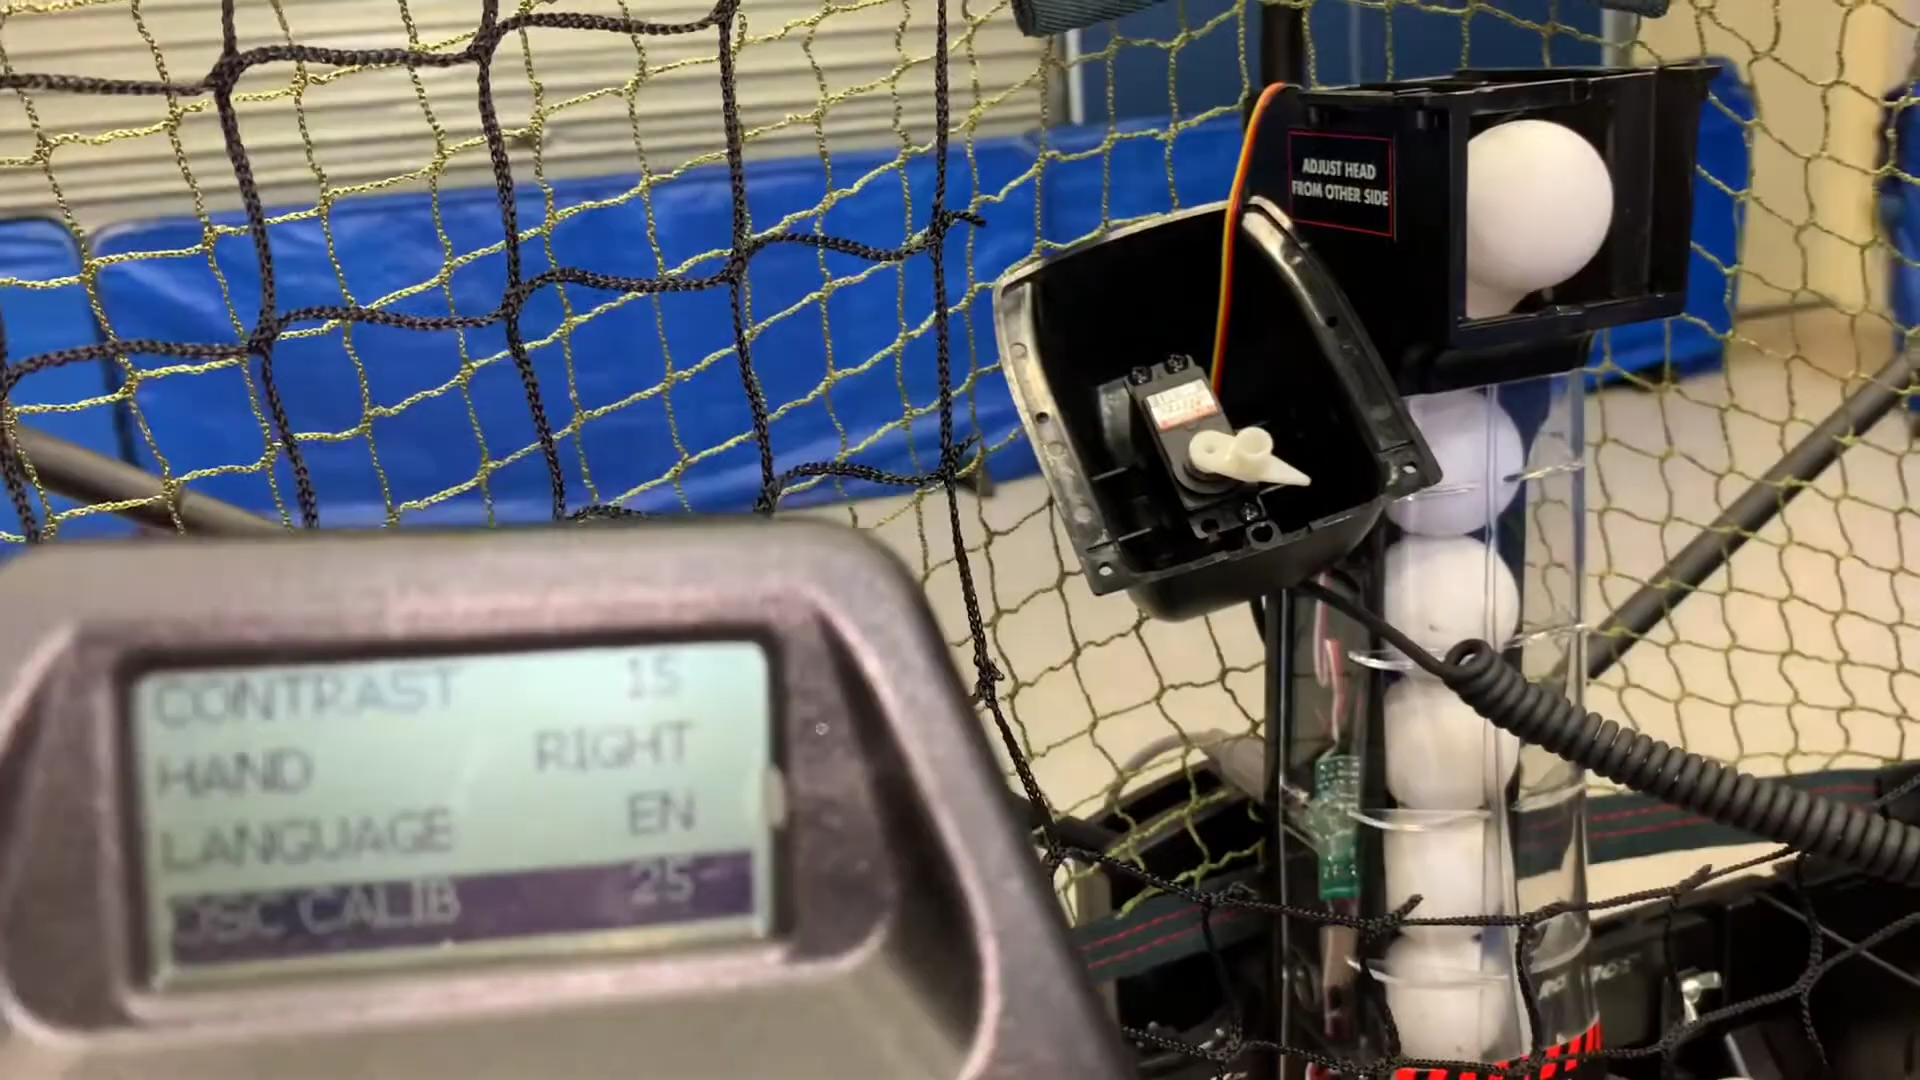 ADJUST HEAD
FROM OTHER SIDE
CONTRAST 15
HAND RIGHT
LANGUAGE EN
OSC CALIB 25